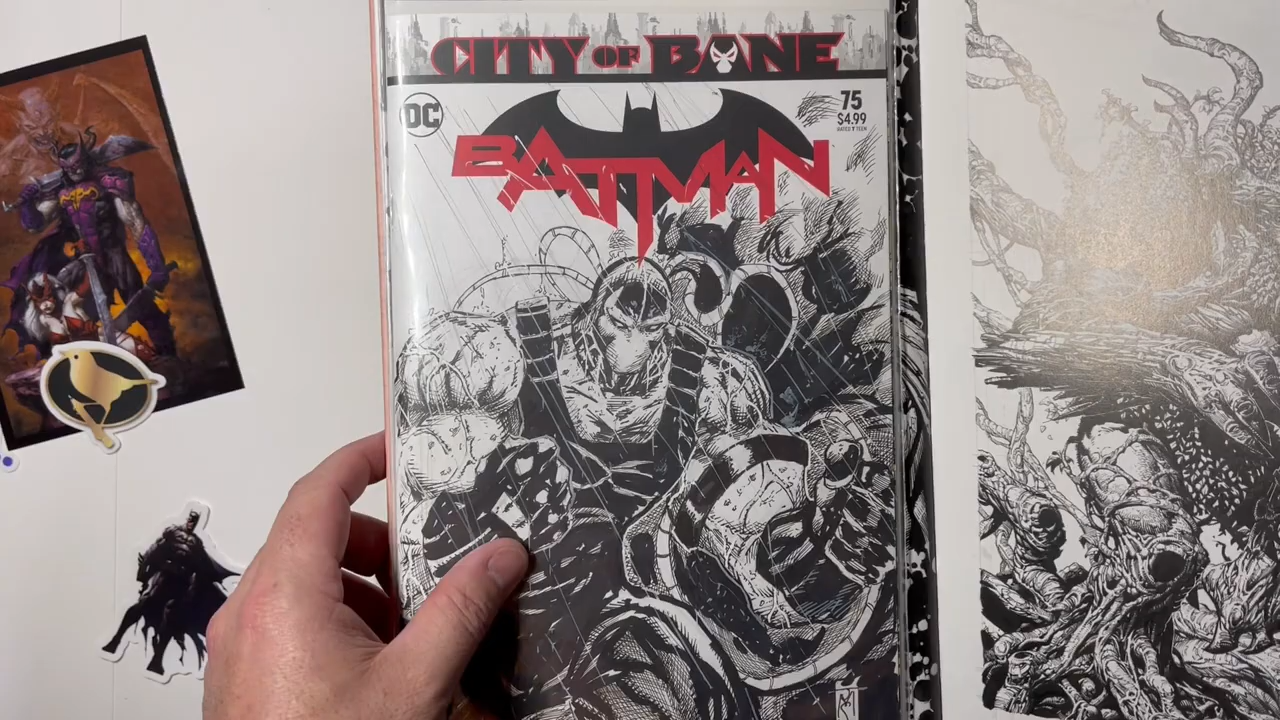 CITY OF BANE
DC
75
$4.99
RATED T TEEN
BATMAN